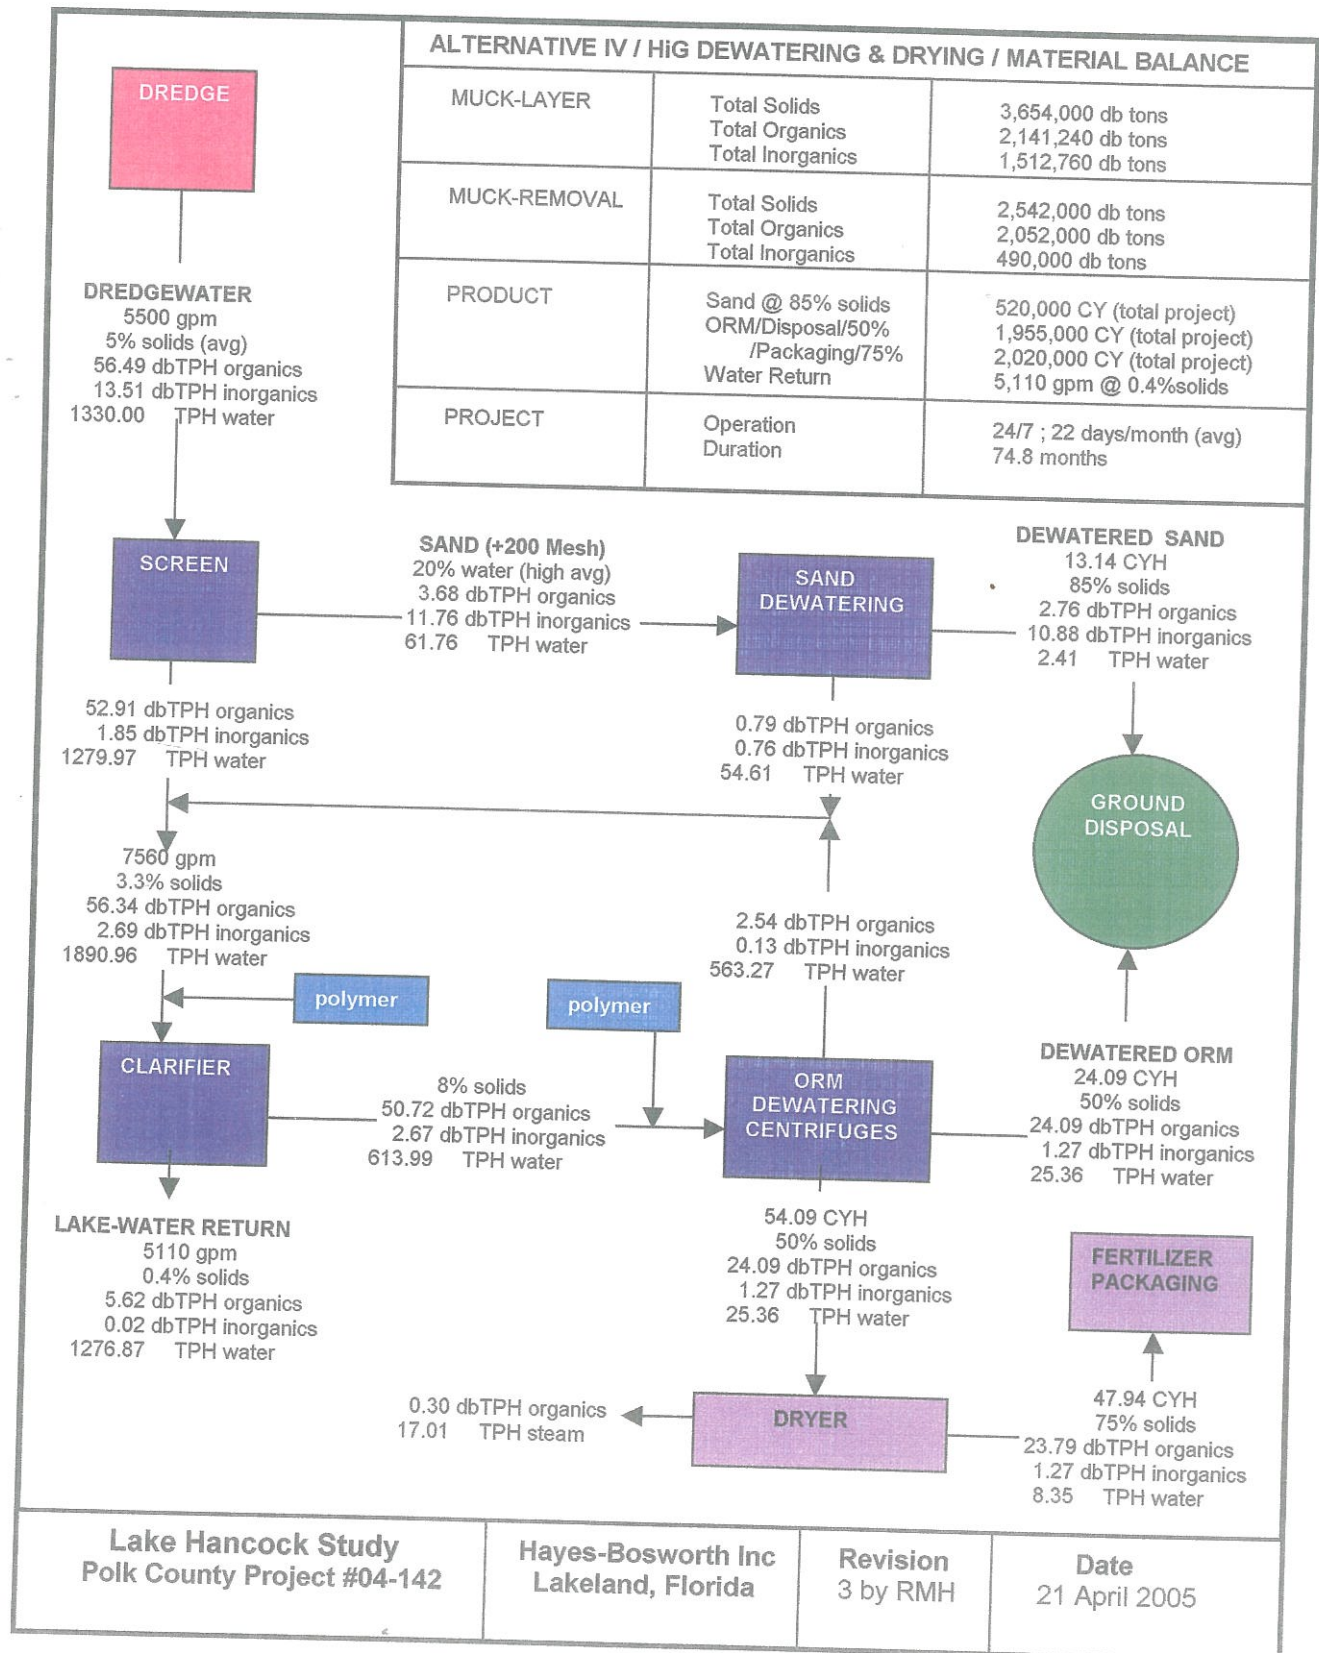 ALTERNATIVE IV / HiG DEWATERING & DRYING / MATERIAL BALANCE
MUCK-LAYER
Total Solids 3,654,000 db tons
Total Organics 2,141,240 db tons
Total Inorganics 1,512,760 db tons
MUCK-REMOVAL
Total Solids 2,542,000 db tons
Total Organics 2,052,000 db tons
Total Inorganics 490,000 db tons
PRODUCT
Sand @ 85% solids 520,000 CY (total project)
ORM/Disposal/50% 1,955,000 CY (total project)
/Packaging/75% 2,020,000 CY (total project)
Water Return 5,110 gpm @ 0.4%solids
PROJECT
Operation 24/7 ; 22 days/month (avg)
Duration 74.8 months
DREDGE
DREDGEWATER
5500 gpm
5% solids (avg)
56.49 dbTPH organics
13.51 dbTPH inorganics
1330.00 TPH water
SCREEN
SAND (+200 Mesh)
20% water (high avg)
3.68 dbTPH organics
11.76 dbTPH inorganics
61.76 TPH water
SAND
DEWATERING
DEWATERED SAND
13.14 CYH
85% solids
2.76 dbTPH organics
10.88 dbTPH inorganics
2.41 TPH water
52.91 dbTPH organics
1.85 dbTPH inorganics
1279.97 TPH water
0.79 dbTPH organics
0.76 dbTPH inorganics
54.61 TPH water
GROUND
DISPOSAL
7560 gpm
3.3% solids
56.34 dbTPH organics
2.69 dbTPH inorganics
1890.96 TPH water
2.54 dbTPH organics
0.13 dbTPH inorganics
563.27 TPH water
polymer
polymer
CLARIFIER
8% solids
50.72 dbTPH organics
2.67 dbTPH inorganics
613.99 TPH water
ORM
DEWATERING
CENTRIFUGES
DEWATERED ORM
24.09 CYH
50% solids
24.09 dbTPH organics
1.27 dbTPH inorganics
25.36 TPH water
LAKE-WATER RETURN
5110 gpm
0.4% solids
5.62 dbTPH organics
0.02 dbTPH inorganics
1276.87 TPH water
54.09 CYH
50% solids
24.09 dbTPH organics
1.27 dbTPH inorganics
25.36 TPH water
FERTILIZER
PACKAGING
0.30 dbTPH organics
17.01 TPH steam
DRYER
47.94 CYH
75% solids
23.79 dbTPH organics
1.27 dbTPH inorganics
8.35 TPH water
Lake Hancock Study
Polk County Project #04-142
Hayes-Bosworth Inc
Lakeland, Florida
Revision
3 by RMH
Date
21 April 2005